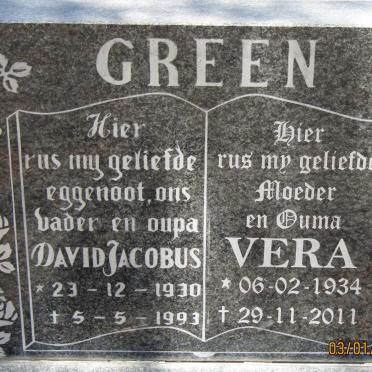 GREEN
Hier
rus my geliefde
eggenoot, ons
vader en oupa
DAVID JACOBUS
* 23 - 12 - 1930
† 5 - 5 - 1993
Hier
rus my geliefde
Moeder
en Ouma
VERA
* 06-02-1934
† 29-11-2011
03/01